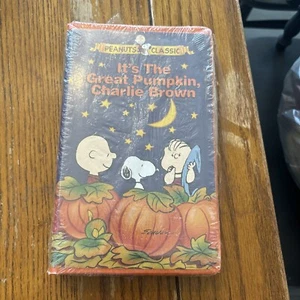 PEANUTS CLASSIC
It's The
Great Pumpkin,
Charlie Brown